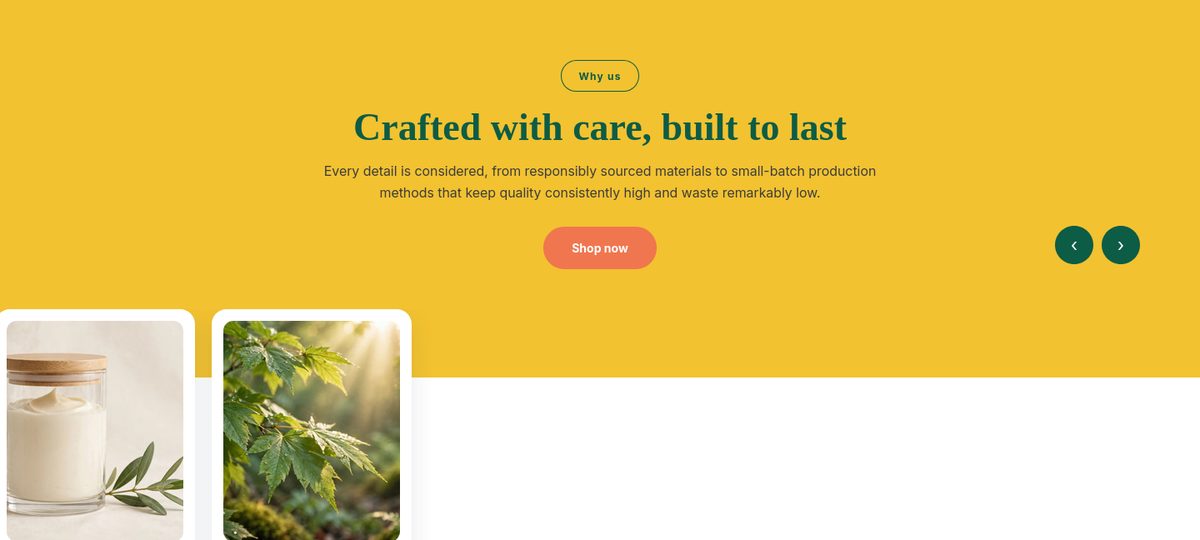 Why us
Crafted with care, built to last
Every detail is considered, from responsibly sourced materials to small-batch production
methods that keep quality consistently high and waste remarkably low.
Shop now
‹ ›